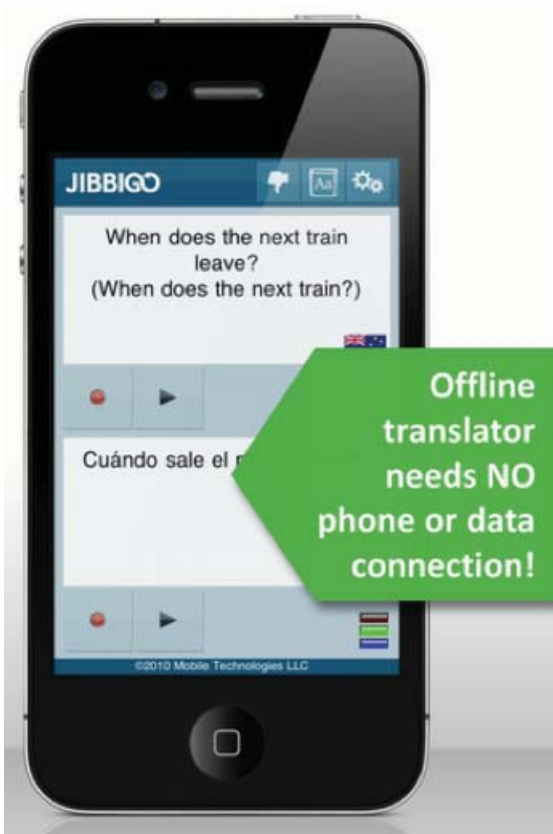 JIBBIGO
Aa
When does the next train
leave?
(When does the next train?)
Offline
translator
needs NO
phone or data
connection!
Cuándo sale el
©2010 Mobile Technologies LLC